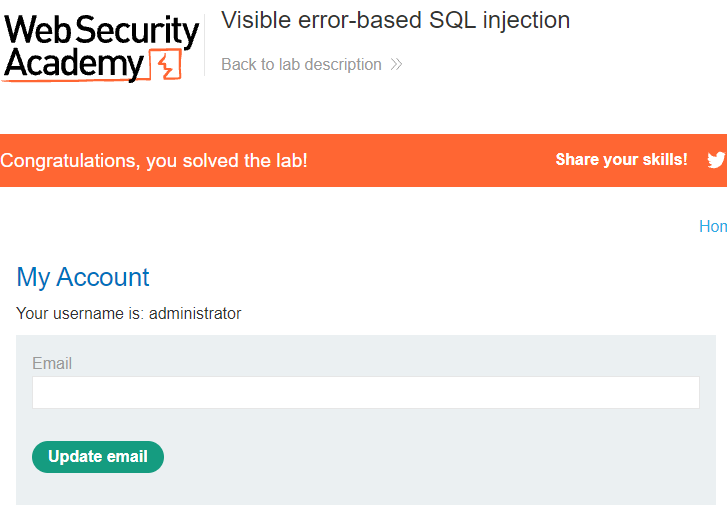 Web Security
Academy
Visible error-based SQL injection
Back to lab description
Congratulations, you solved the lab!
Share your skills!
Hom
My Account
Your username is: administrator
Email
Update email